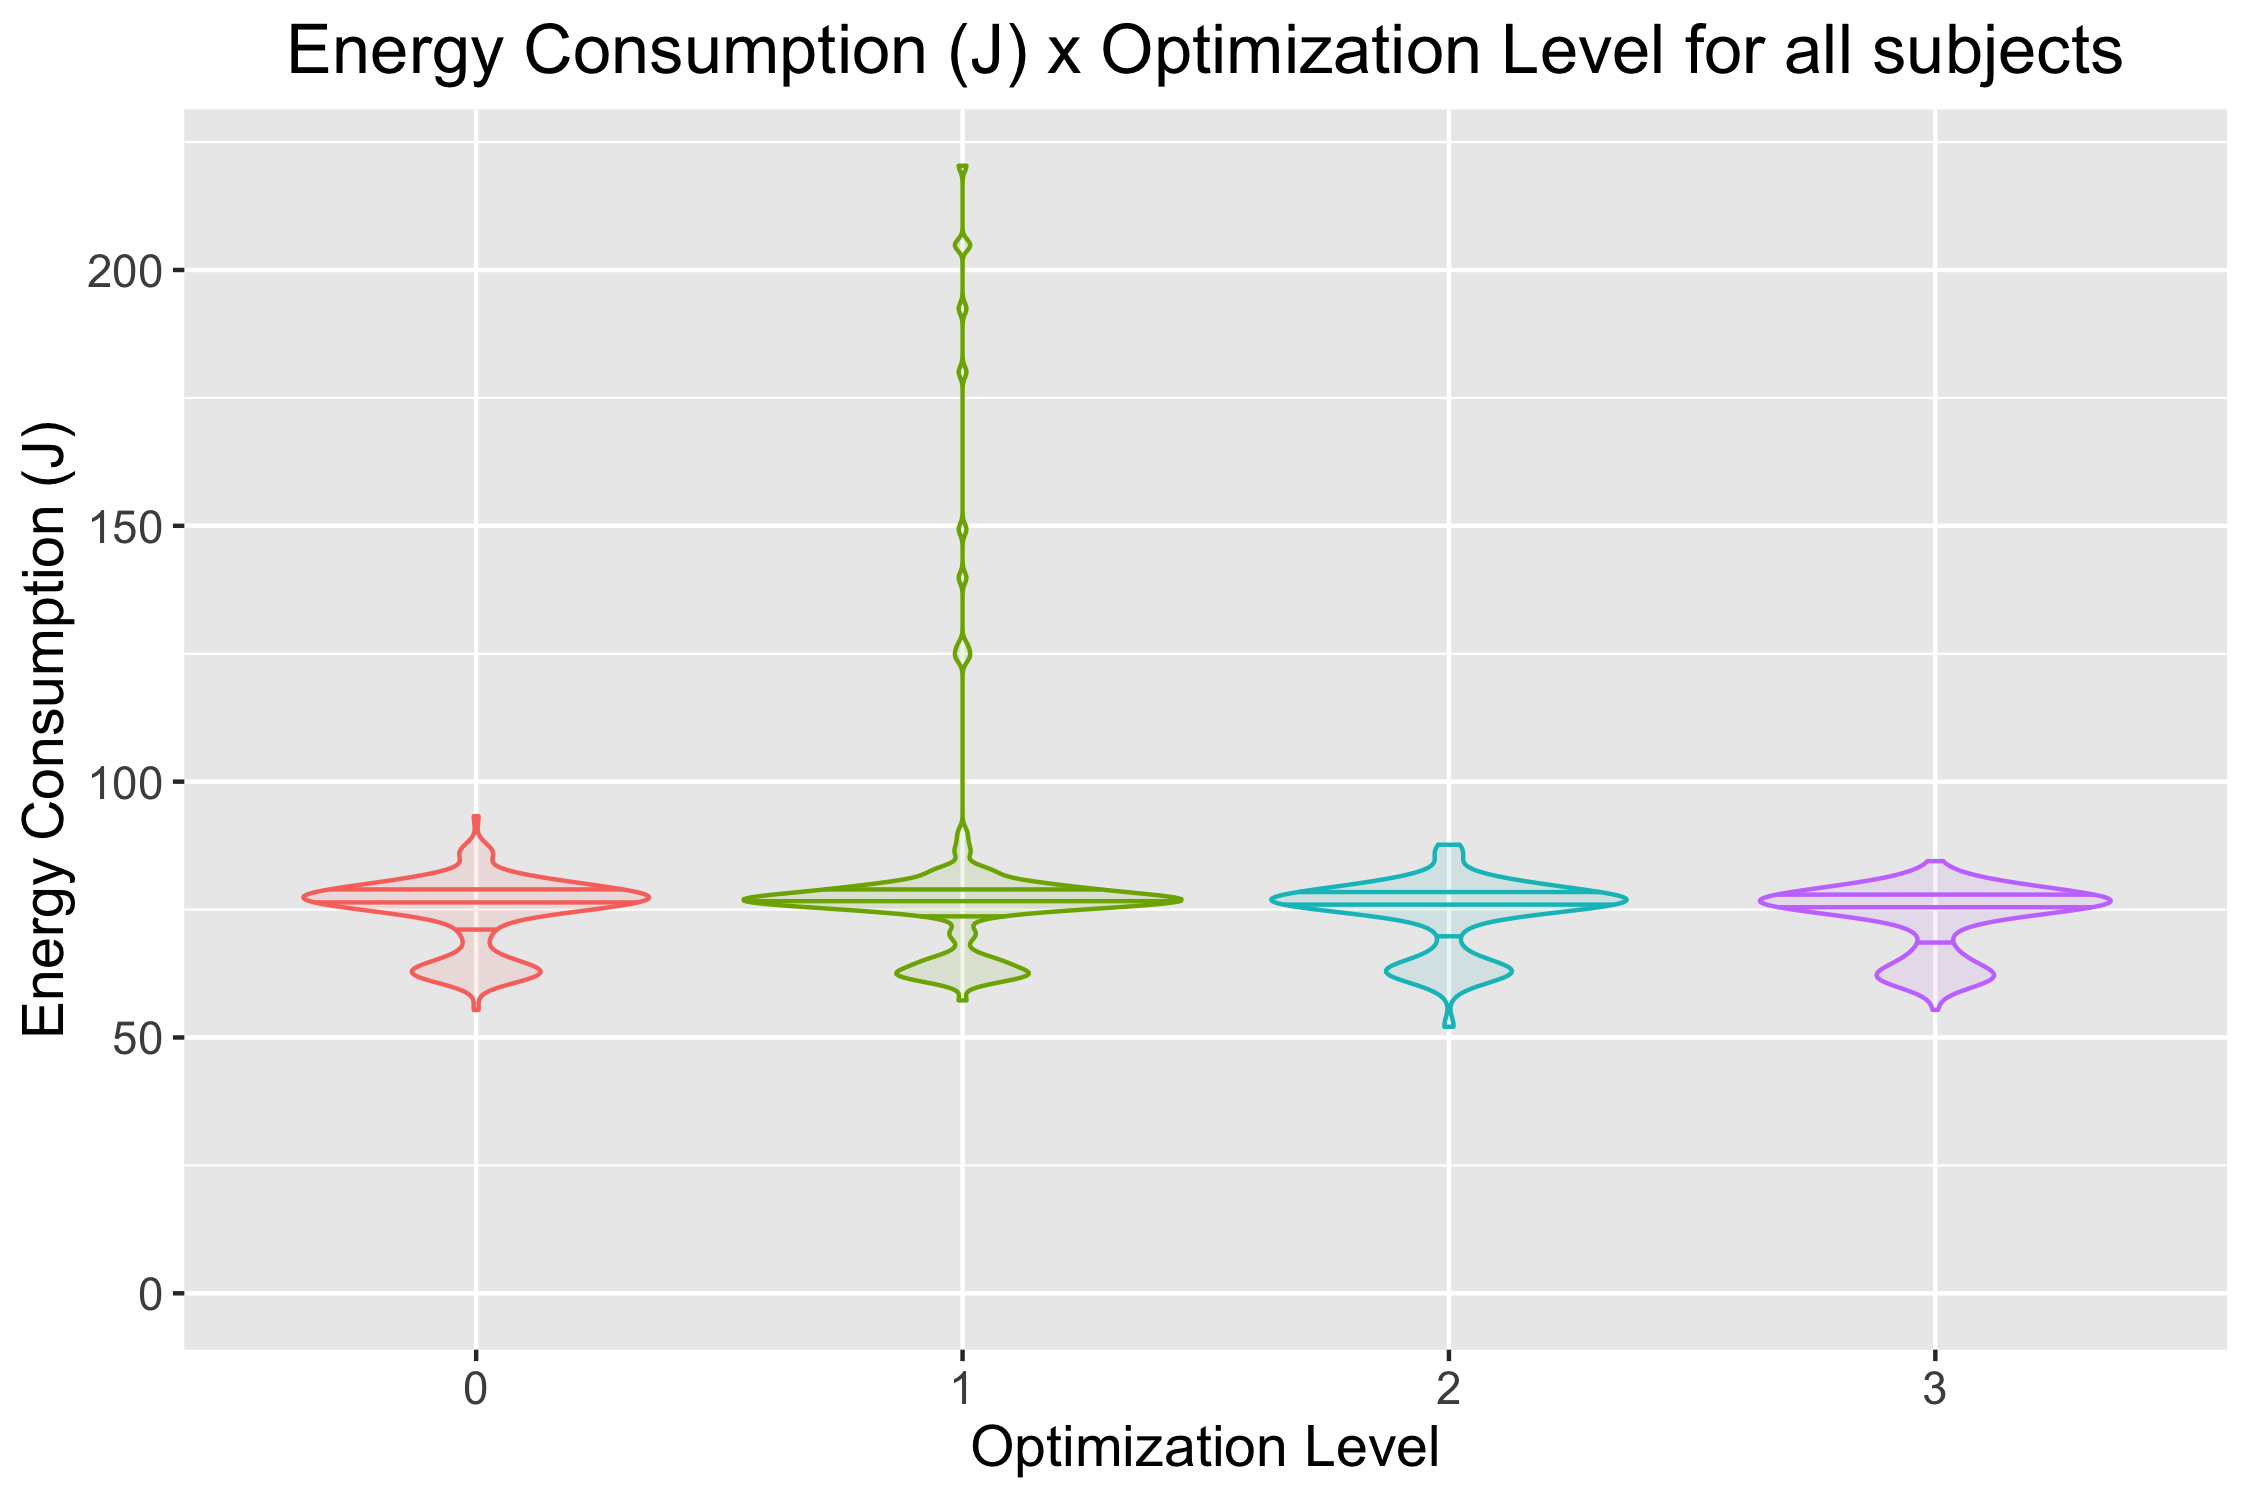 Energy Consumption (J) x Optimization Level for all subjects
Energy Consumption (J)
200
150
100
50
0
0 1 2 3
Optimization Level